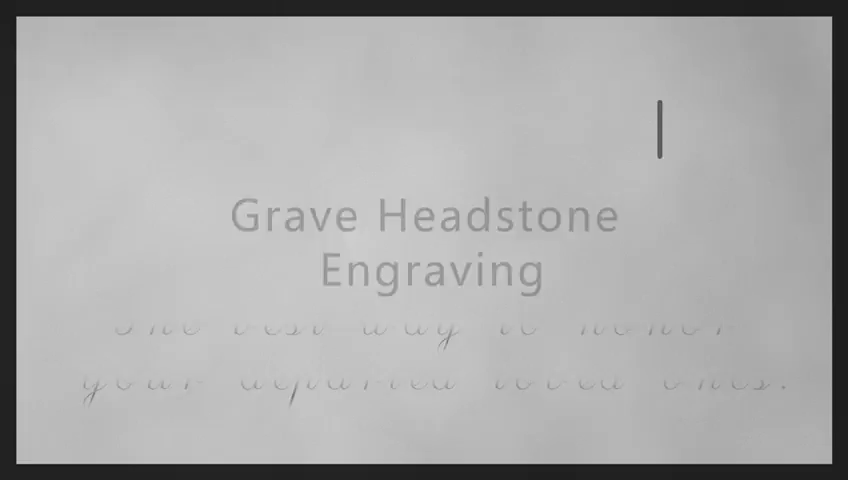 Grave Headstone
Engraving
The best way to honor
your departed loved ones.